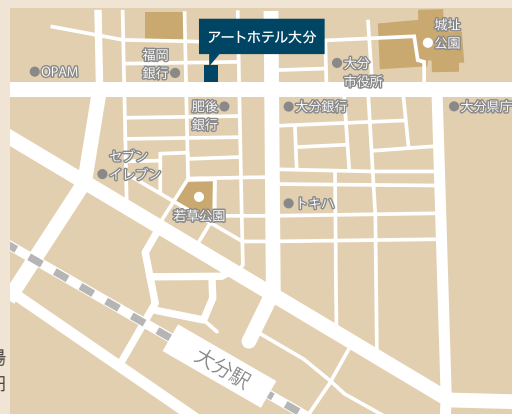 アートホテル大分
城址
公園
福岡
銀行
OPAM
大分
市役所
肥後
銀行
大分銀行
大分県庁
セブン
イレブン
トキハ
若草公園
大分駅